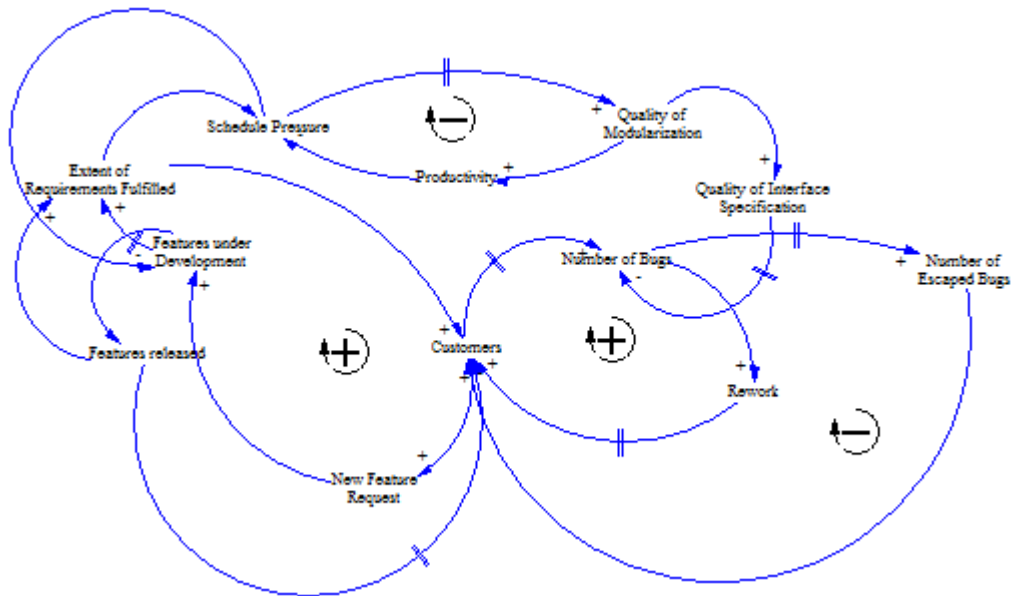 Quality of
Modularization
Schedule Pressure
Productivity
Extent of
Requirements Fulfilled
Quality of Interface
Specification
Features under
Development
Number of Bugs
Number of
Escaped Bugs
Features released
Customers
Rework
New Feature
Request